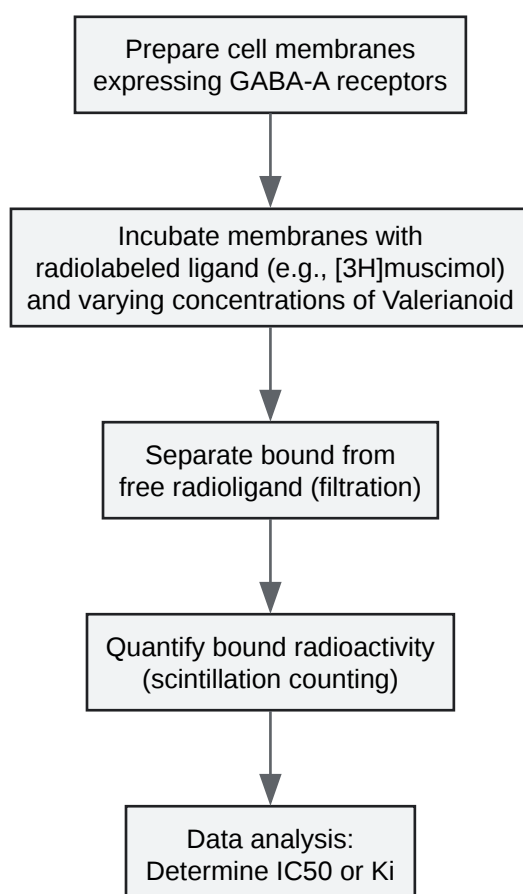 Prepare cell membranes
expressing GABA-A receptors
Incubate membranes with
radiolabeled ligand (e.g., [3H]muscimol)
and varying concentrations of Valerianoid
Separate bound from
free radioligand (filtration)
Quantify bound radioactivity
(scintillation counting)
Data analysis:
Determine IC50 or Ki